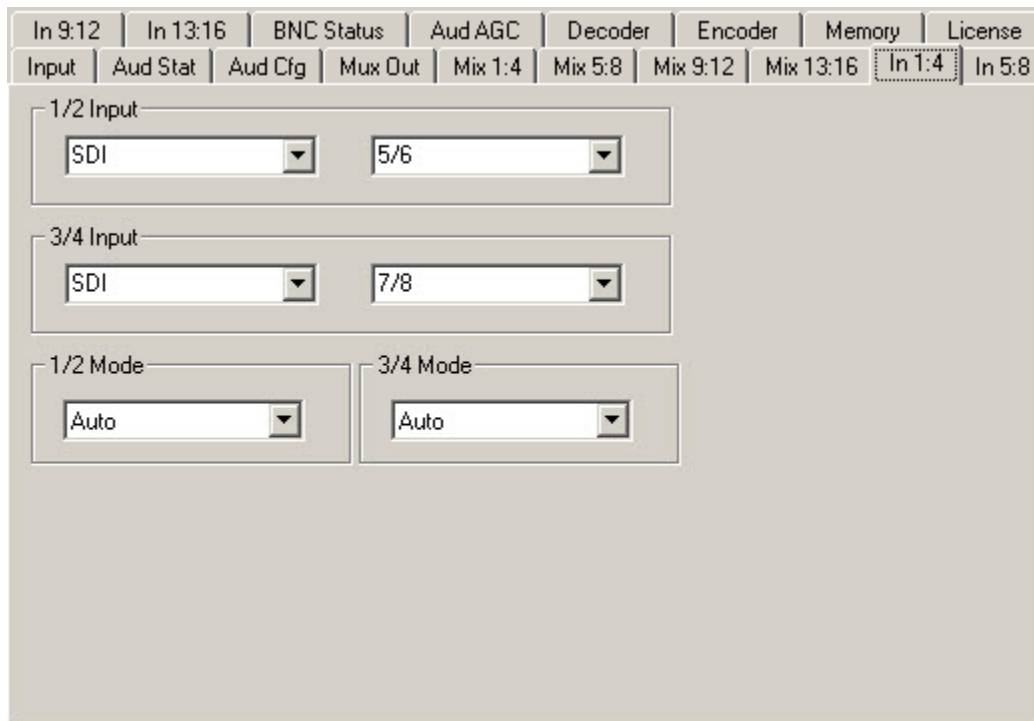 In 9:12 In 13:16 BNC Status Aud AGC Decoder Encoder Memory License
Input Aud Stat Aud Cfg Mux Out Mix 1:4 Mix 5:8 Mix 9:12 Mix 13:16 In 1:4 In 5:8
1/2 Input
SDI 5/6
3/4 Input
SDI 7/8
1/2 Mode 3/4 Mode
Auto Auto